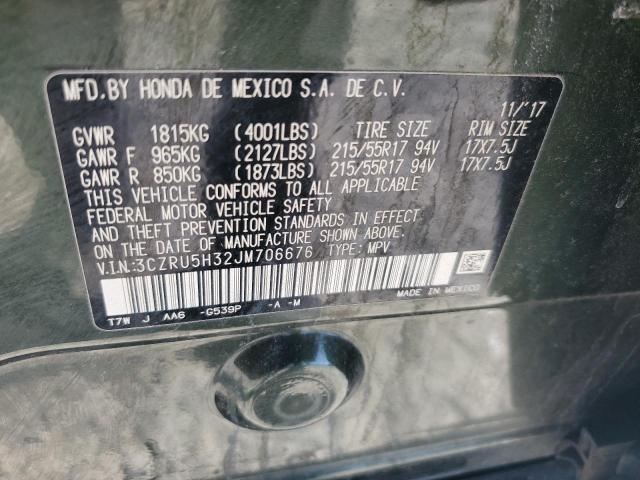 MFD.BY HONDA DE MEXICO S.A. DE C.V.
11/'17
GVWR 1815KG (4001LBS) TIRE SIZE RIM SIZE
GAWR F 965KG (2127LBS) 215/55R17 94V 17X7.5J
GAWR R 850KG (1873LBS) 215/55R17 94V 17X7.5J
THIS VEHICLE CONFORMS TO ALL APPLICABLE
FEDERAL MOTOR VEHICLE SAFETY
AND THEFT PREVENTION STANDARDS IN EFFECT
ON THE DATE OF MANUFACTURE SHOWN ABOVE.
V.I.N:3CZRU5H32JM706676 TYPE: MPV
MADE IN MEXICO
T7W J AA6 -G539P -A -M